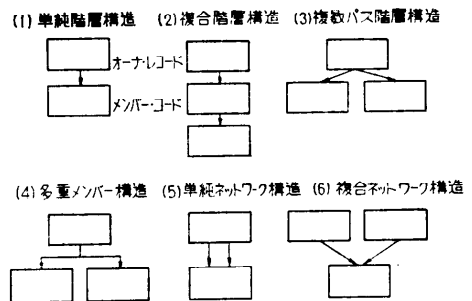 (1) 単純階層構造 (2) 複合階層構造 (3) 複数パス階層構造
オーナ・レコード
メンバー・コード
(4) 多重メンバー構造 (5) 単純ネットワーク構造 (6) 複合ネットワーク構造